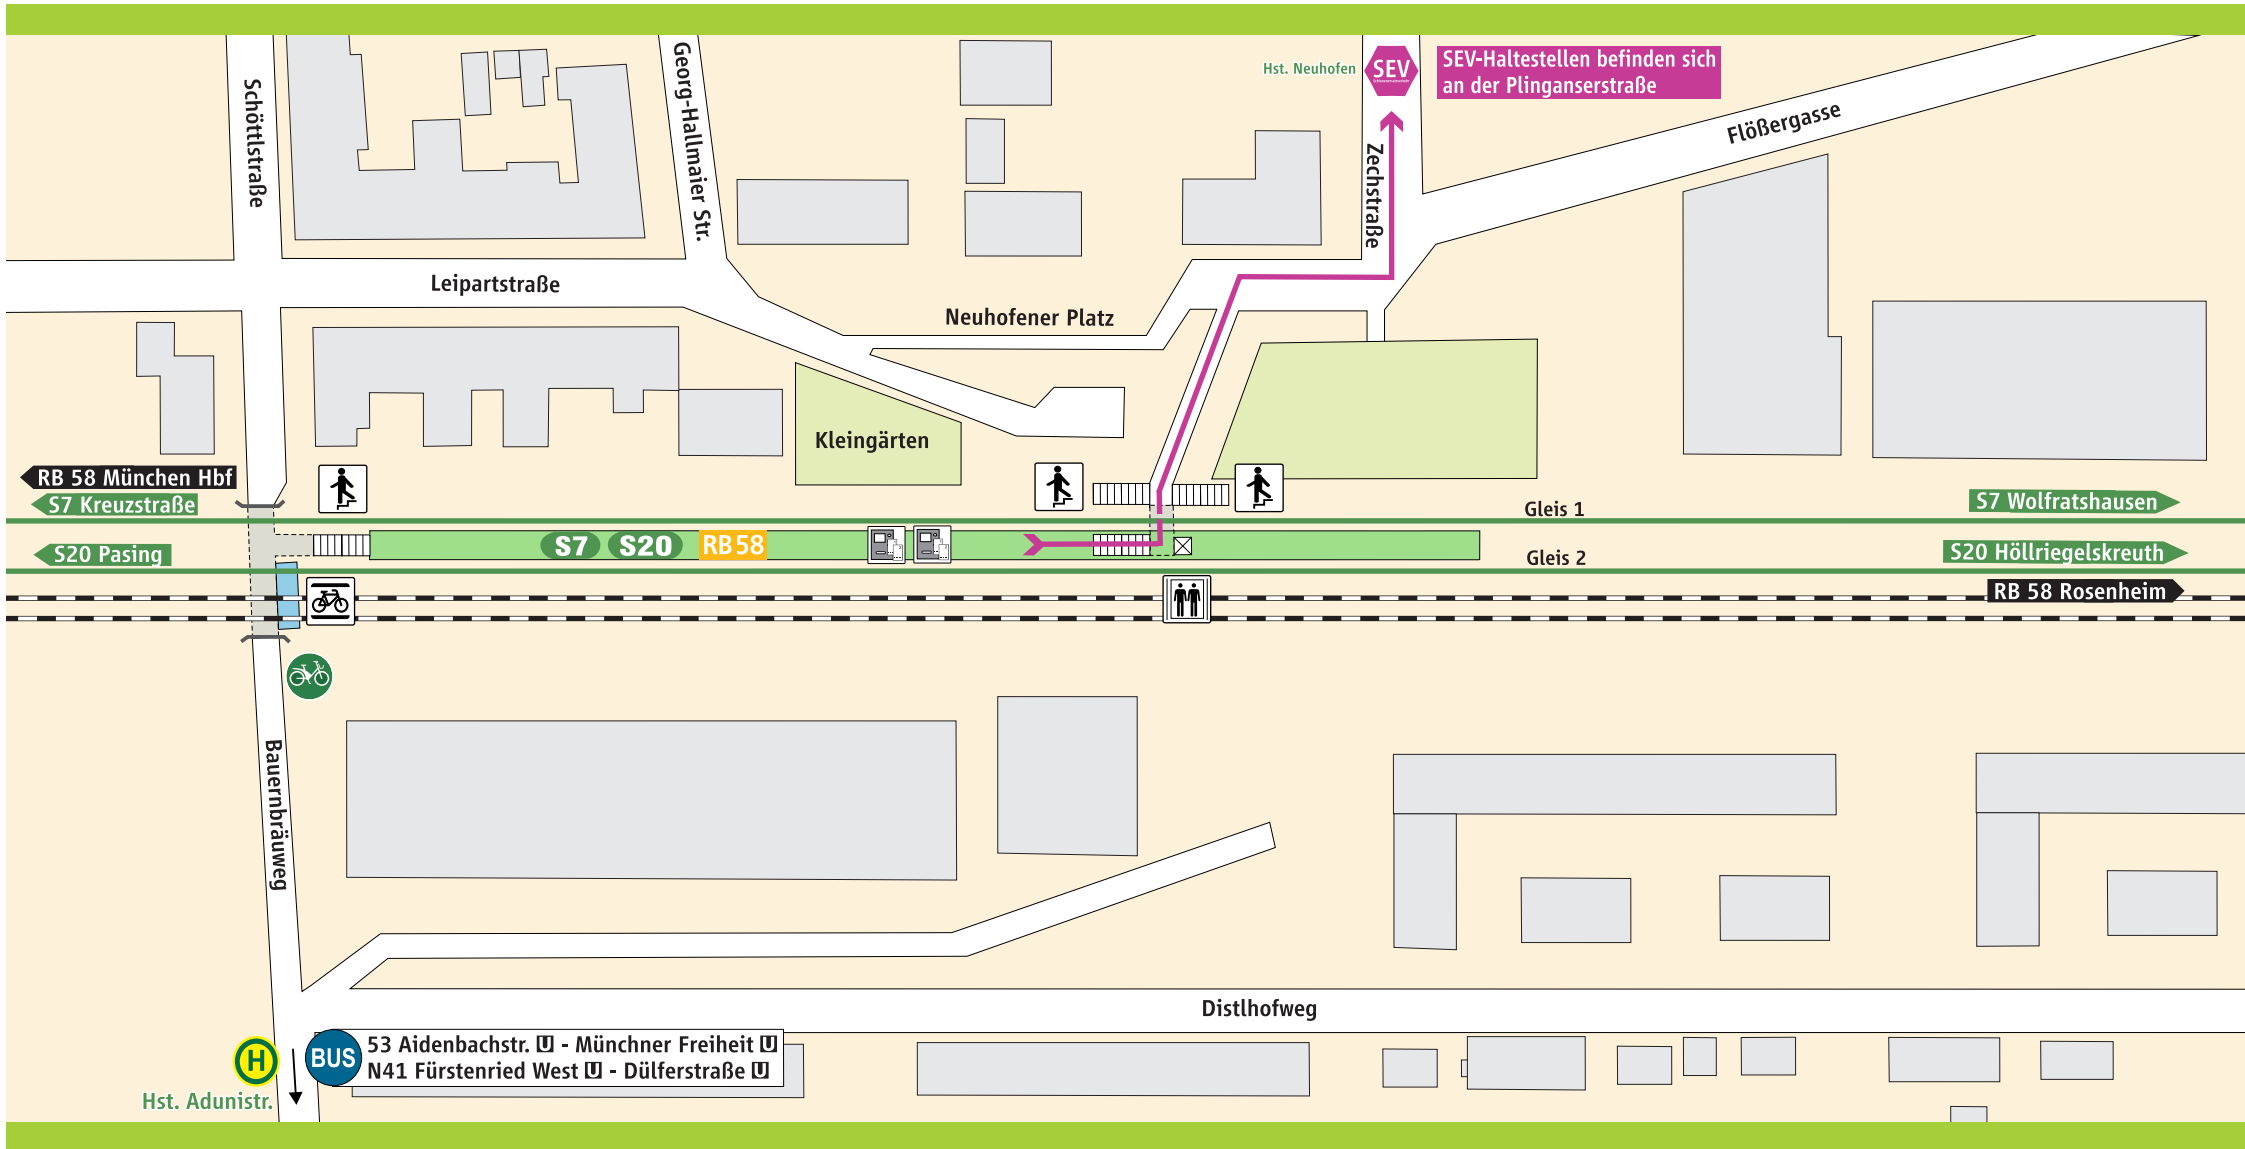 Schöttlstraße
Georg-Hallmaier Str.
Hst. Neuhofen
SEV
SEV-Haltestellen befinden sich
an der Plinganserstraße
Flößergasse
Zechstraße
Leipartstraße
Neuhofener Platz
Kleingärten
RB 58 München Hbf
S7 Kreuzstraße
Gleis 1
S7 Wolfratshausen
S20 Pasing
S7
S20
RB 58
Gleis 2
S20 Höllriegelskreuth
RB 58 Rosenheim
Bauernbräuweg
Distlhofweg
H
BUS
53 Aidenbachstr. U - Münchner Freiheit U
N41 Fürstenried West U - Dülferstraße U
Hst. Adunistr.